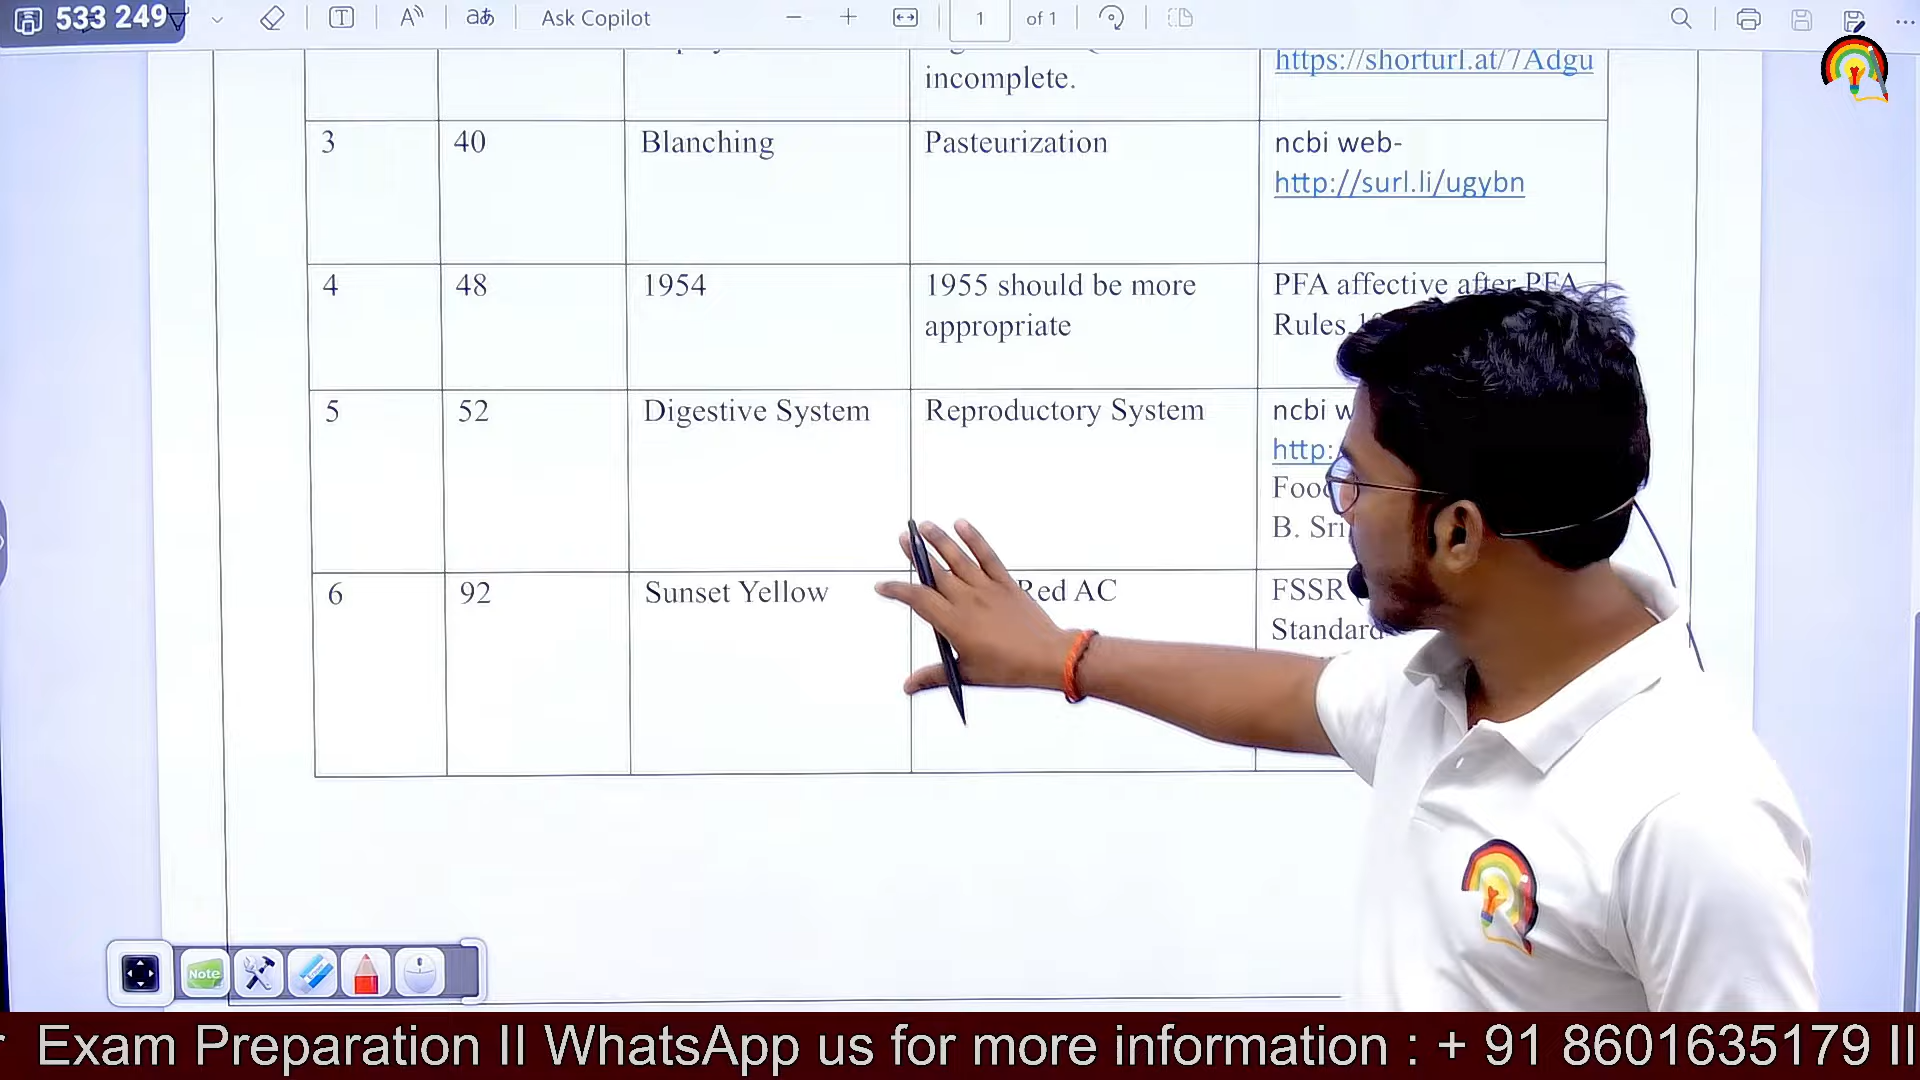 533 249
Ask Copilot
1 of 1
incomplete.
https://shorturl.at/7Adgu
3
40
Blanching
Pasteurization
ncbi web-
http://surl.li/ugybn
4
48
1954
1955 should be more
appropriate
PFA affective after PFA
Rules
5
52
Digestive System
Reproductory System
ncbi
http:
B.
6
92
Sunset Yellow
Red AC
FSSR
Standard
Note
Exam Preparation II WhatsApp us for more information : + 91 8601635179 II